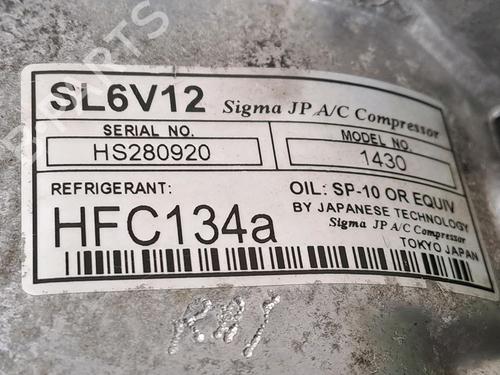 SL6V12 Sigma JP A/C Compressor
SERIAL NO. MODEL NO.
HS280920 1430
REFRIGERANT: OIL: SP-10 OR EQUIV
HFC134a BY JAPANESE TECHNOLOGY
Sigma JP A/C Compressor
TOKYO JAPAN